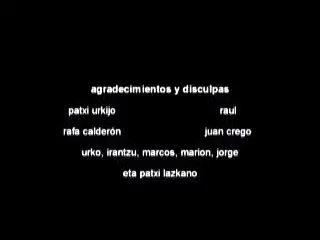 agradecimientos y disculpas
patxi urkijo raul
rafa calderón juan crego
urko, irantzu, marcos, marion, jorge
eta patxi lazkano